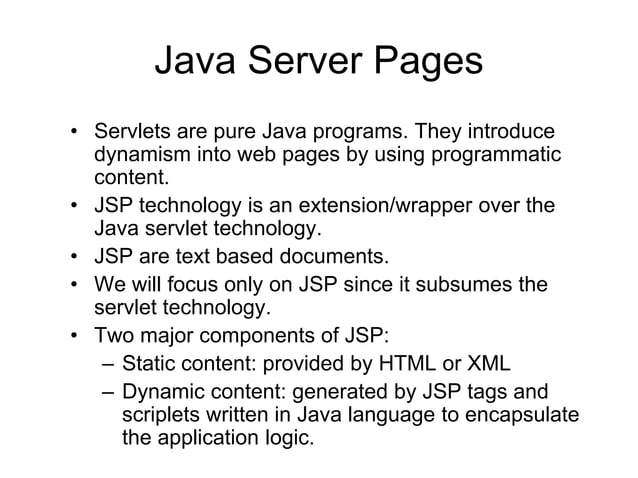 Java Server Pages
• Servlets are pure Java programs. They introduce
dynamism into web pages by using programmatic
content.
• JSP technology is an extension/wrapper over the
Java servlet technology.
• JSP are text based documents.
• We will focus only on JSP since it subsumes the
servlet technology.
• Two major components of JSP:
– Static content: provided by HTML or XML
– Dynamic content: generated by JSP tags and
scriplets written in Java language to encapsulate
the application logic.